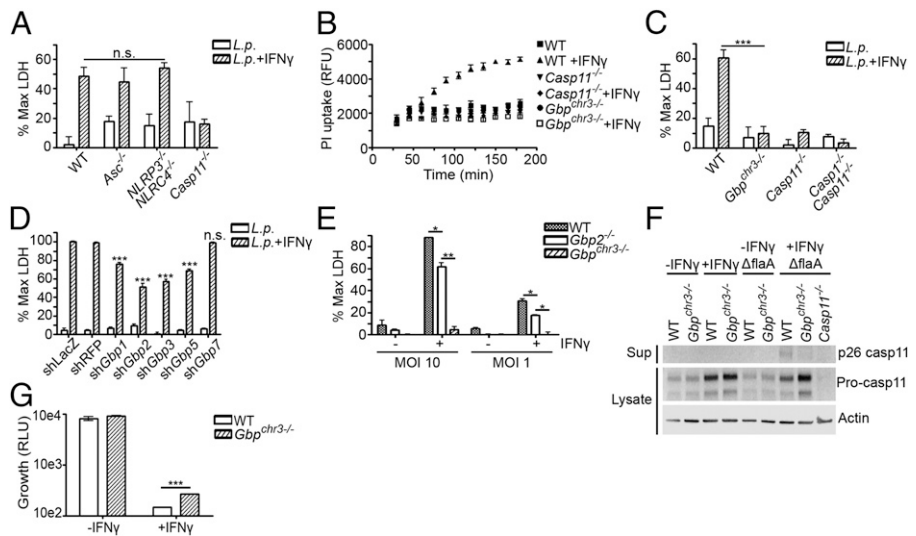 A
% Max LDH
80
60
40
20
0
n.s.
L.p.
L.p.+IFNγ
WT
Asc-/-
NLRP3-/-
NLRC4-/-
Casp11-/-
B
PI uptake (RFU)
6000
4000
2000
0
0 50 100 150 200
Time (min)
WT
WT +IFNγ
Casp11-/-
Casp11-/-+IFNγ
Gbpchr3-/-
Gbpchr3-/-+IFNγ
C
% Max LDH
80
60
40
20
0
***
L.p.
L.p.+IFNγ
WT
Gbpchr3-/-
Casp11-/-
Casp1-/-
Casp11-/-
D
% Max LDH
100
80
60
40
20
0
L.p.
L.p.+IFNγ
*** *** *** *** n.s.
shLacZ
shRFP
shGbp1
shGbp2
shGbp3
shGbp5
shGbp7
E
% Max LDH
100
80
60
40
20
0
WT
Gbp2-/-
Gbpchr3-/-
* ** * *
- + - + IFNγ
MOI 10 MOI 1
F
-IFNγ +IFNγ -IFNγ ΔflaA +IFNγ ΔflaA
WT
Gbpchr3-/-
WT
Gbpchr3-/-
WT
Gbpchr3-/-
WT
Gbpchr3-/-
Casp11-/-
Sup p26 casp11
Lysate Pro-casp11
Actin
G
Growth (RLU)
10e4
10e3
10e2
WT
Gbpchr3-/-
***
-IFNγ +IFNγ